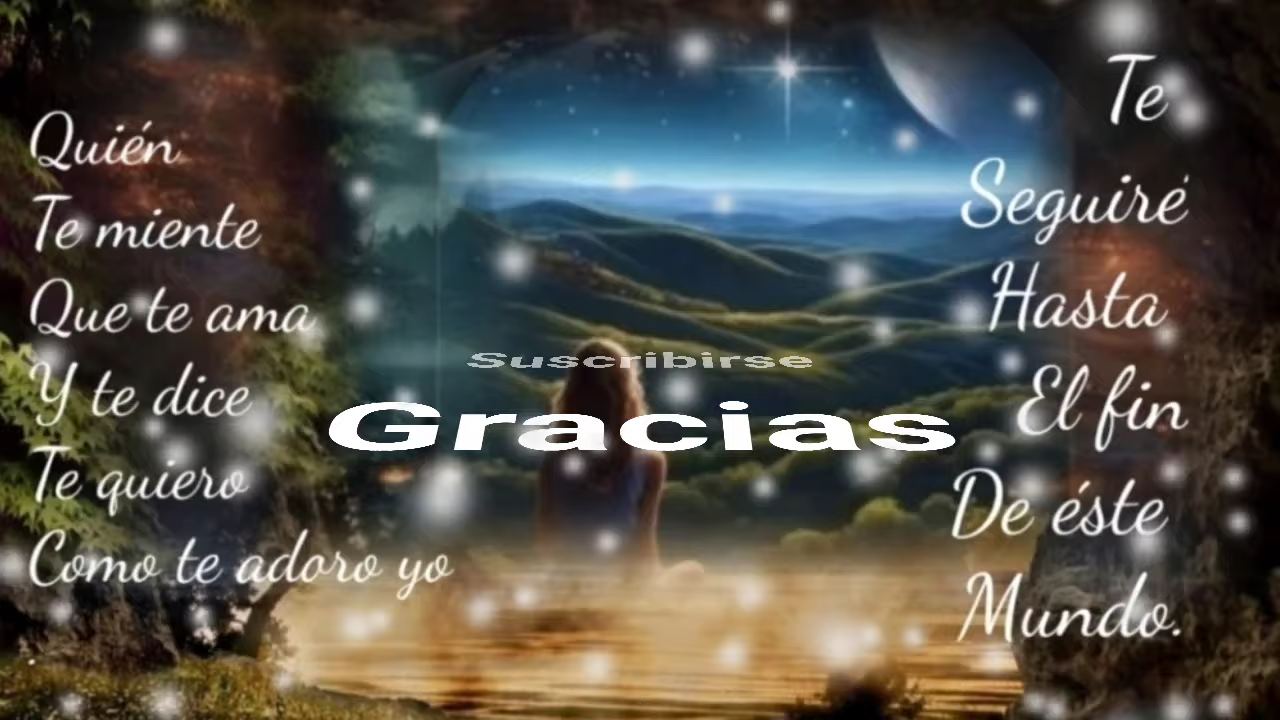 Quién
Te miente
Que te ama
Y te dice
Te quiero
Como te adoro yo
.
Suscribirse
Gracias
Te
Seguiré
Hasta
El fin
De éste
Mundo.